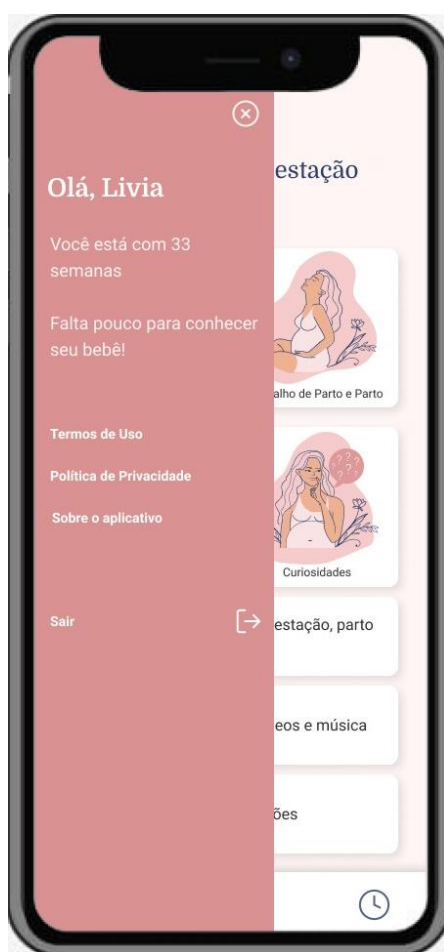 estação
Olá, Livia
Você está com 33
semanas
Falta pouco para conhecer
seu bebê!
alho de Parto e Parto
Termos de Uso
Política de Privacidade
Sobre o aplicativo
???
???
Curiosidades
Sair
estação, parto
eos e música
ões